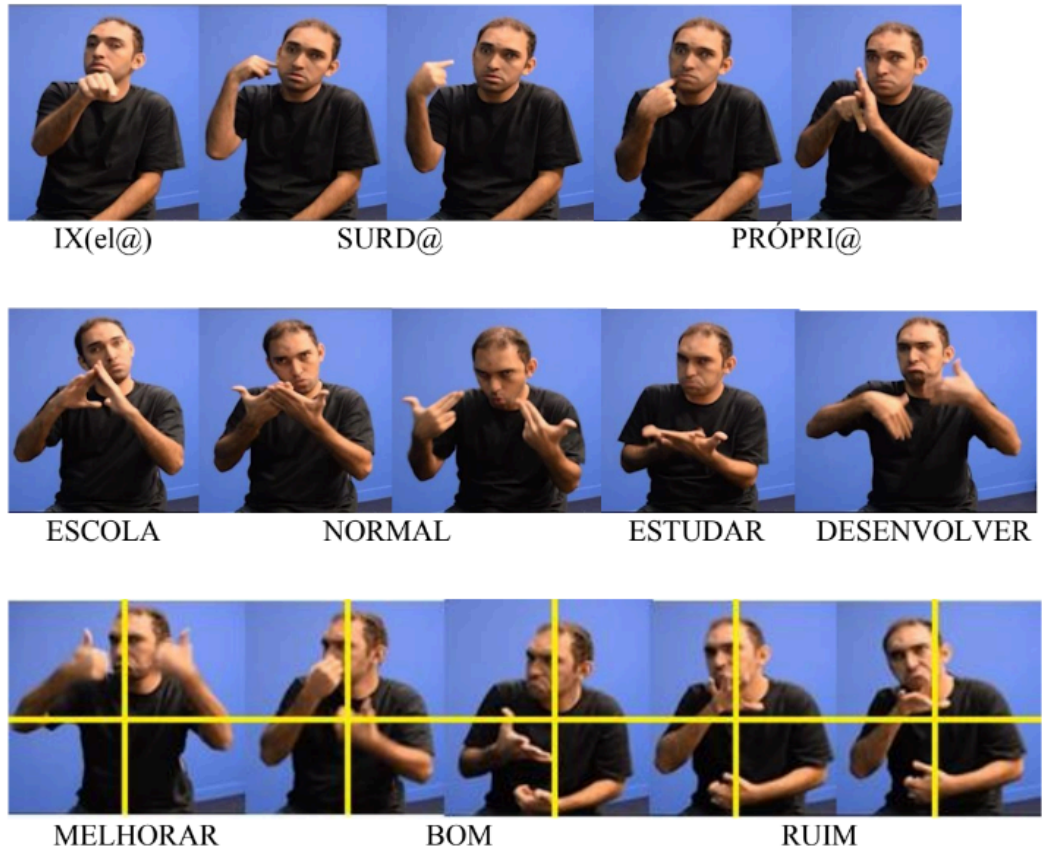 IX(el@) SURD@ PRÓPRI@
ESCOLA NORMAL ESTUDAR DESENVOLVER
MELHORAR BOM RUIM